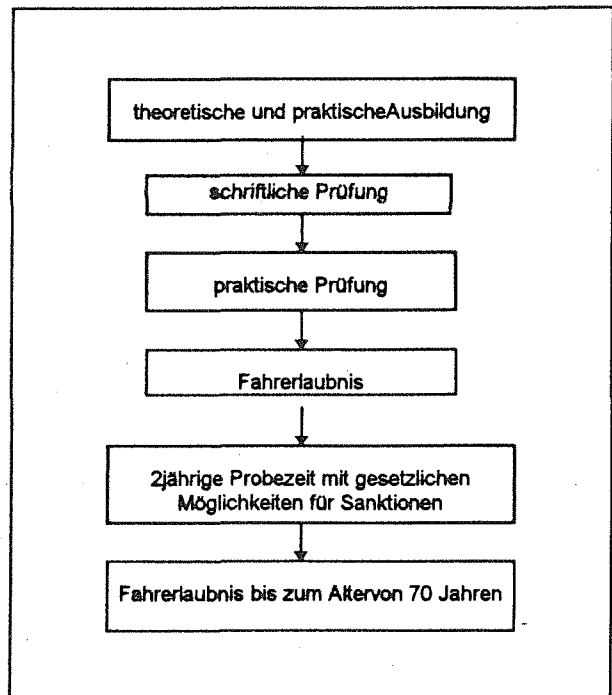 theoretische und praktischeAusbildung
schriftliche Prüfung
praktische Prüfung
Fahrerlaubnis
2jährige Probezeit mit gesetzlichen
Möglichkeiten für Sanktionen
Fahrerlaubnis bis zum Altervon 70 Jahren